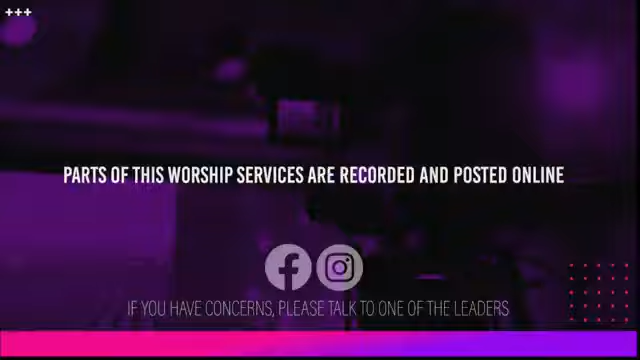 +++
PARTS OF THIS WORSHIP SERVICES ARE RECORDED AND POSTED ONLINE
IF YOU HAVE CONCERNS, PLEASE TALK TO ONE OF THE LEADERS